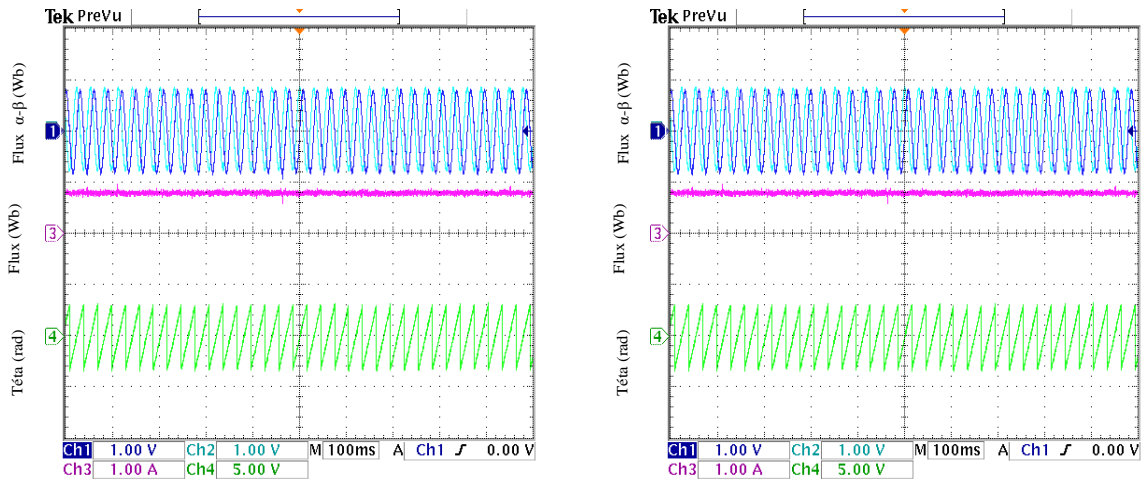 Tek PreVu
Flux α-β (Wb)
1
Flux (Wb)
3
Téta (rad)
4
Ch1 1.00 V Ch2 1.00 V M 100ms A Ch1 0.00 V
Ch3 1.00 A Ch4 5.00 V
Tek PreVu
Flux α-β (Wb)
1
Flux (Wb)
3
Téta (rad)
4
Ch1 1.00 V Ch2 1.00 V M 100ms A Ch1 0.00 V
Ch3 1.00 A Ch4 5.00 V